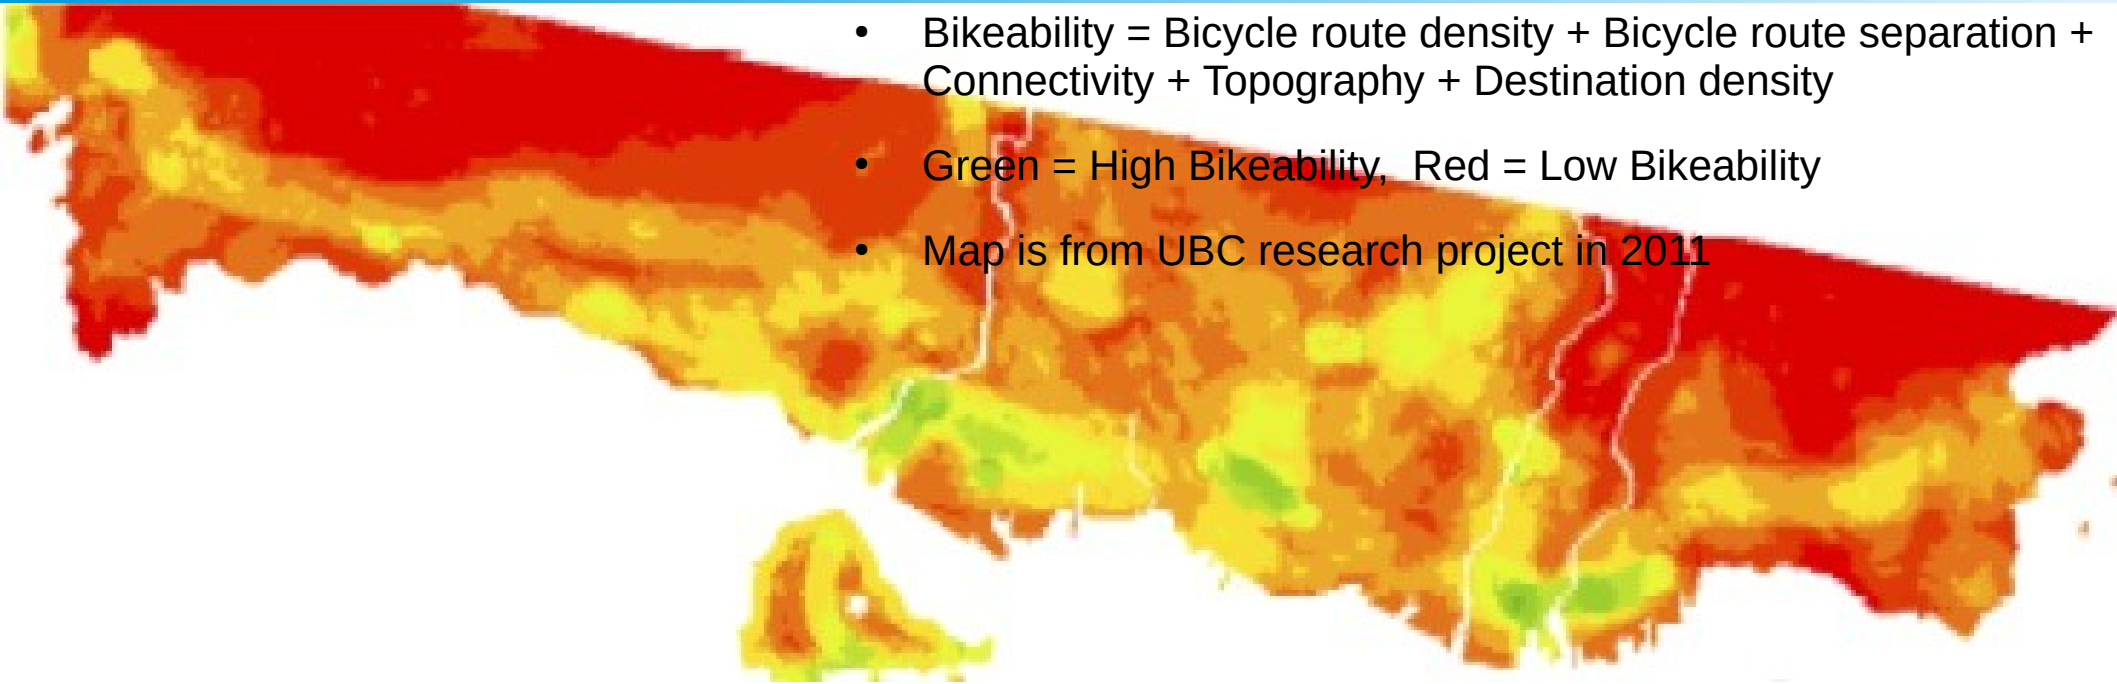 • Bikeability = Bicycle route density + Bicycle route separation +
Connectivity + Topography + Destination density
• Green = High Bikeability, Red = Low Bikeability
• Map is from UBC research project in 2011